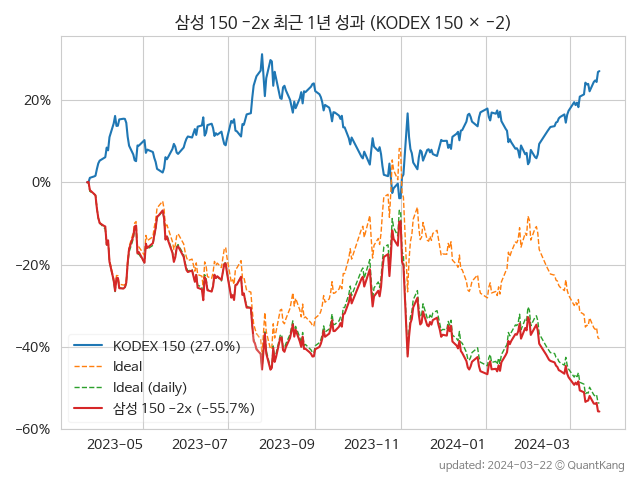 삼성 150 −2x 최근 1년 성과 (KODEX 150 × −2)
20%
0%
−20%
−40%
−60%
KODEX 150 (27.0%)
Ideal
Ideal (daily)
삼성 150 −2x (−55.7%)
2023−05 2023−07 2023−09 2023−11 2024−01 2024−03
updated: 2024−03−22 © QuantKang